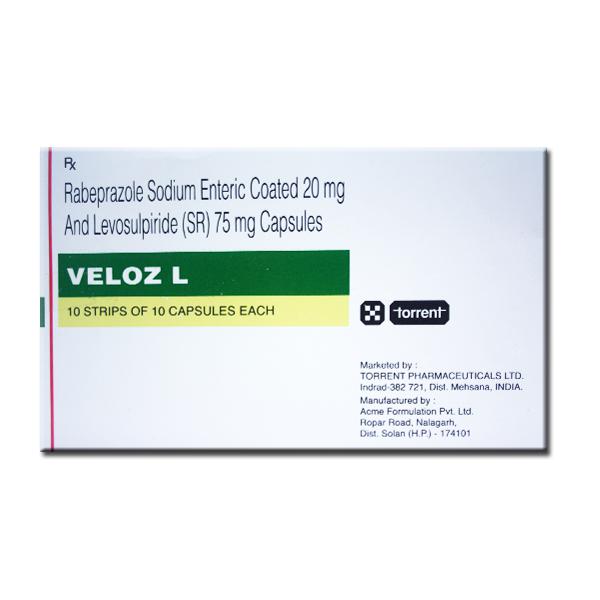 Rx
Rabeprazole Sodium Enteric Coated 20 mg
And Levosulpiride (SR) 75 mg Capsules
VELOZ L
10 STRIPS OF 10 CAPSULES EACH
torrent
Marketed by :
TORRENT PHARMACEUTICALS LTD.
Indrad-382 721, Dist. Mehsana, INDIA.
Manufactured by :
Acme Formulation Pvt. Ltd.
Ropar Road, Nalagarh,
Dist. Solan (H.P.) - 174101